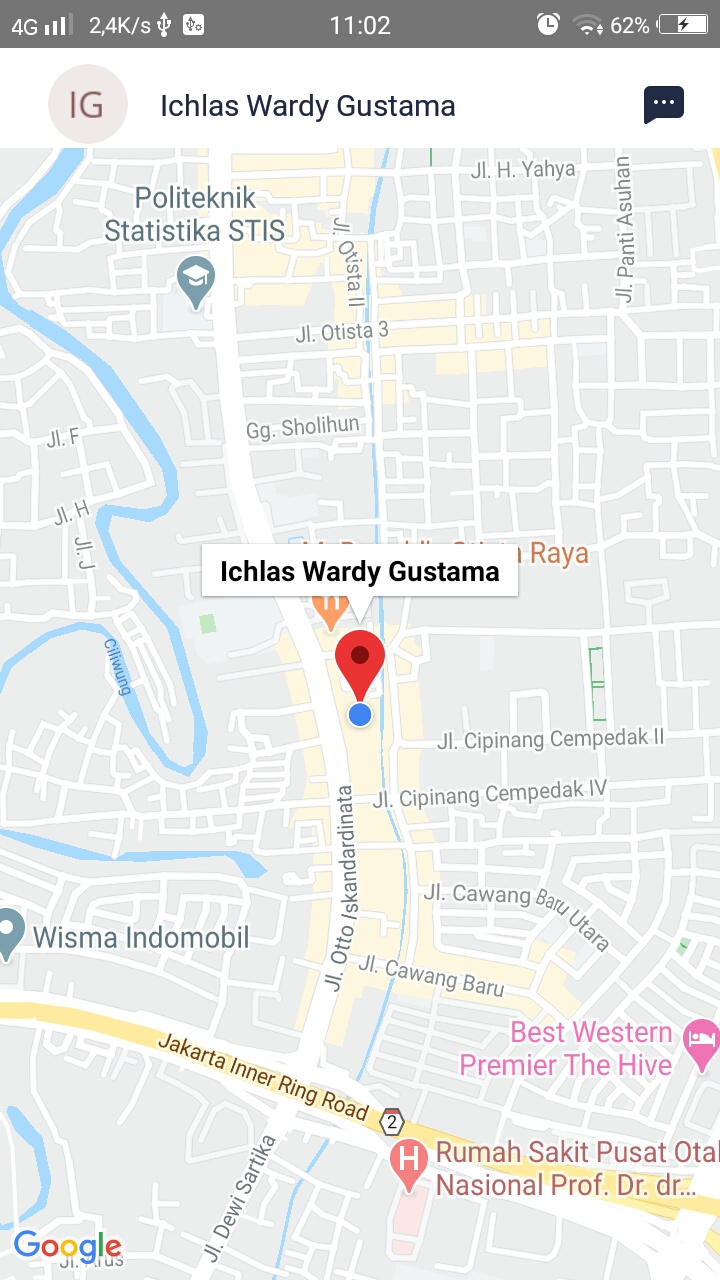 4G 2,4K/s 11:02 62%
IG Ichlas Wardy Gustama
Jl. H. Yahya
Jl. Panti Asuhan
Politeknik
Statistika STIS
Jl. Otista II
Jl. Otista 3
Gg. Sholihun
Jl. F
Jl. H
Jl. J
Raya
Ichlas Wardy Gustama
Ciliwung
Jl. Cipinang Cempedak II
Jl. Cipinang Cempedak IV
Jl. Otto Iskandardinata
Jl. Cawang Baru Utara
Wisma Indomobil
Jl. Cawang Baru
Best Western
Premier The Hive
Jakarta Inner Ring Road
2
H
Rumah Sakit Pusat Otak
Nasional Prof. Dr. dr...
Jl. Dewi Sartika
Google